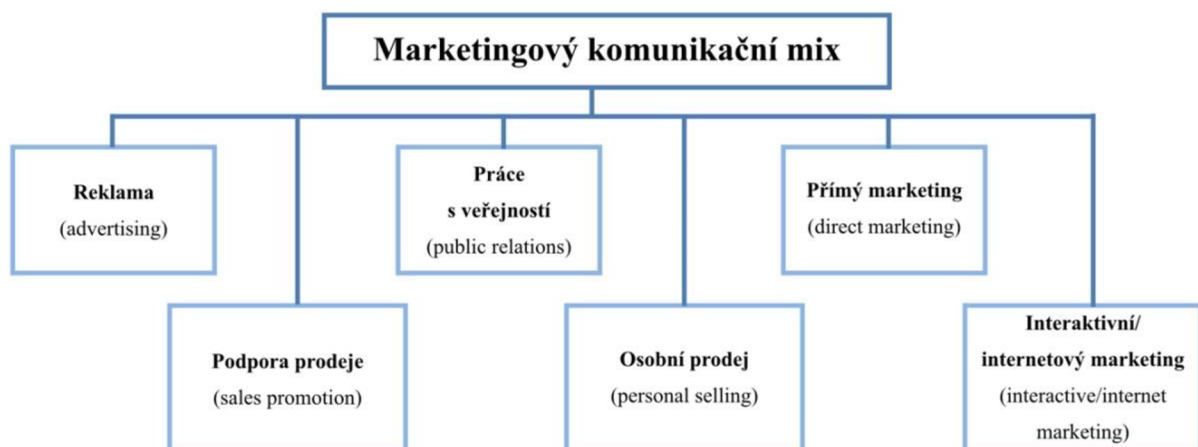 Marketingový komunikační mix
Reklama
(advertising)
Práce
s veřejností
(public relations)
Přímý marketing
(direct marketing)
Podpora prodeje
(sales promotion)
Osobní prodej
(personal selling)
Interaktivní/
internetový marketing
(interactive/internet
marketing)